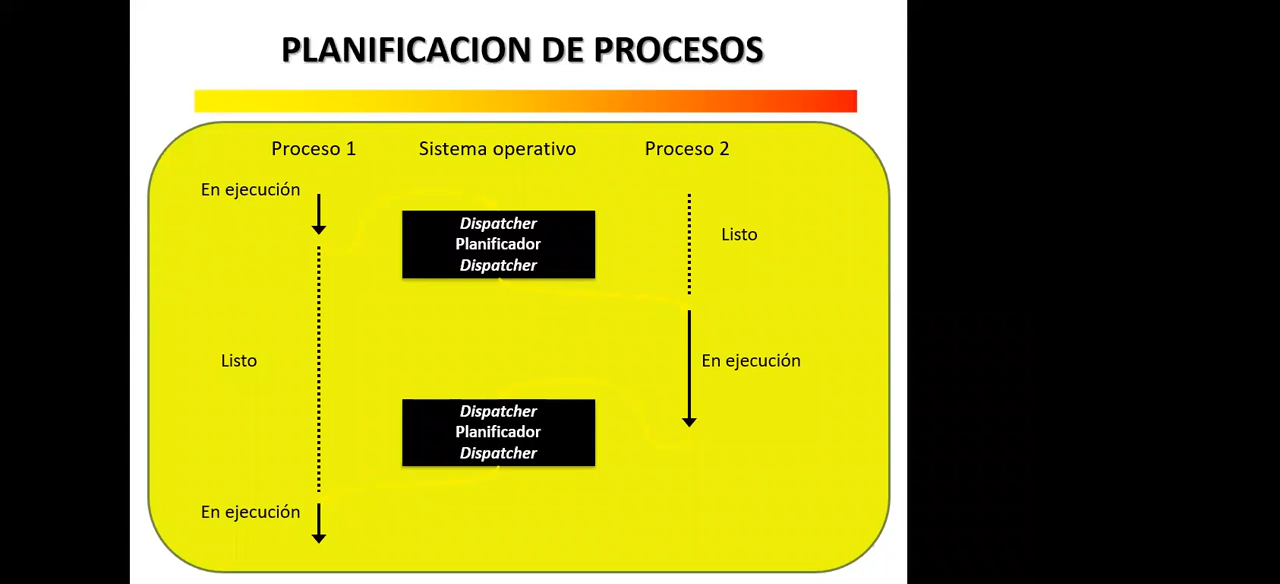 PLANIFICACION DE PROCESOS
Proceso 1
Sistema operativo
Proceso 2
En ejecución
Dispatcher
Planificador
Dispatcher
Listo
Listo
En ejecución
Dispatcher
Planificador
Dispatcher
En ejecución